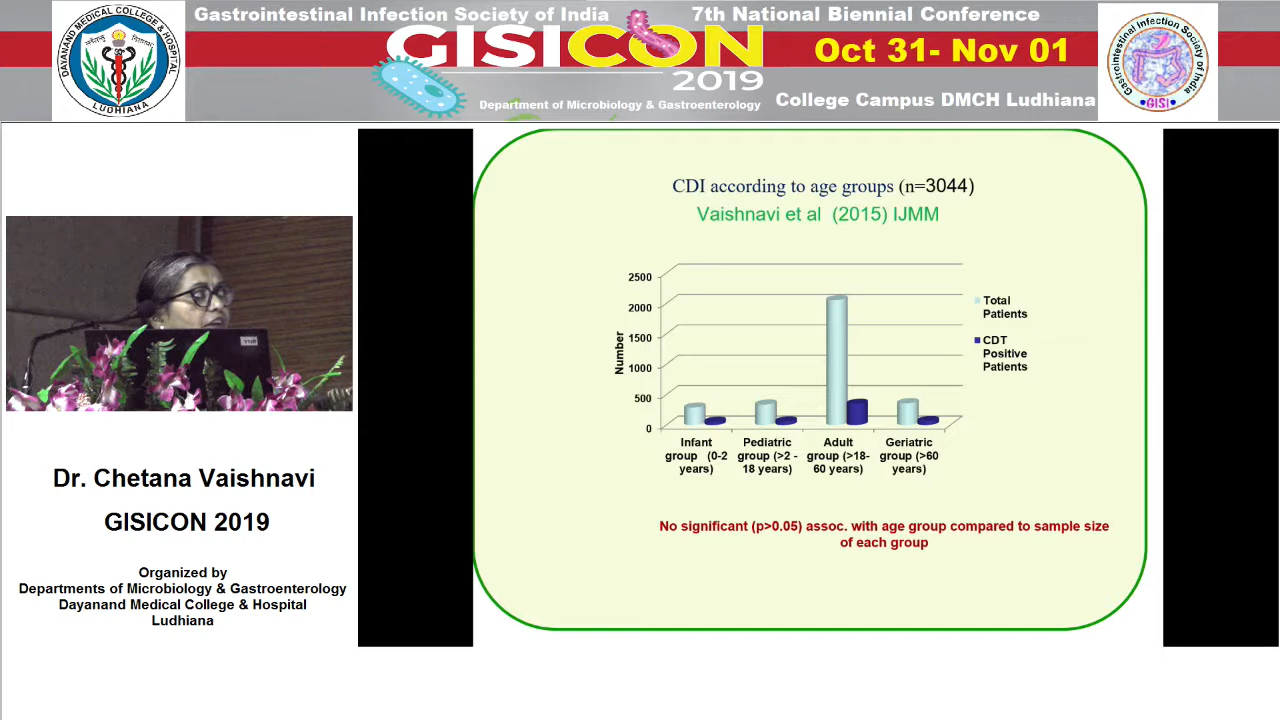 Gastrointestinal Infection Society of India
7th National Biennial Conference
GISICON
2019
Oct 31- Nov 01
Department of Microbiology & Gastroenterology
College Campus DMCH Ludhiana
DAYANAND MEDICAL COLLEGE & HOSPITAL
LUDHIANA
Gastrointestinal Infection Society of India
GISI
CDI according to age groups (n=3044)
Vaishnavi et al (2015) IJMM
Number
2500
2000
1500
1000
500
0
Infant
group (0-2
years)
Pediatric
group (>2 -
18 years)
Adult
group (>18-
60 years)
Geriatric
group (>60
years)
Total
Patients
CDT
Positive
Patients
No significant (p>0.05) assoc. with age group compared to sample size
of each group
Dr. Chetana Vaishnavi
GISICON 2019
Organized by
Departments of Microbiology & Gastroenterology
Dayanand Medical College & Hospital
Ludhiana